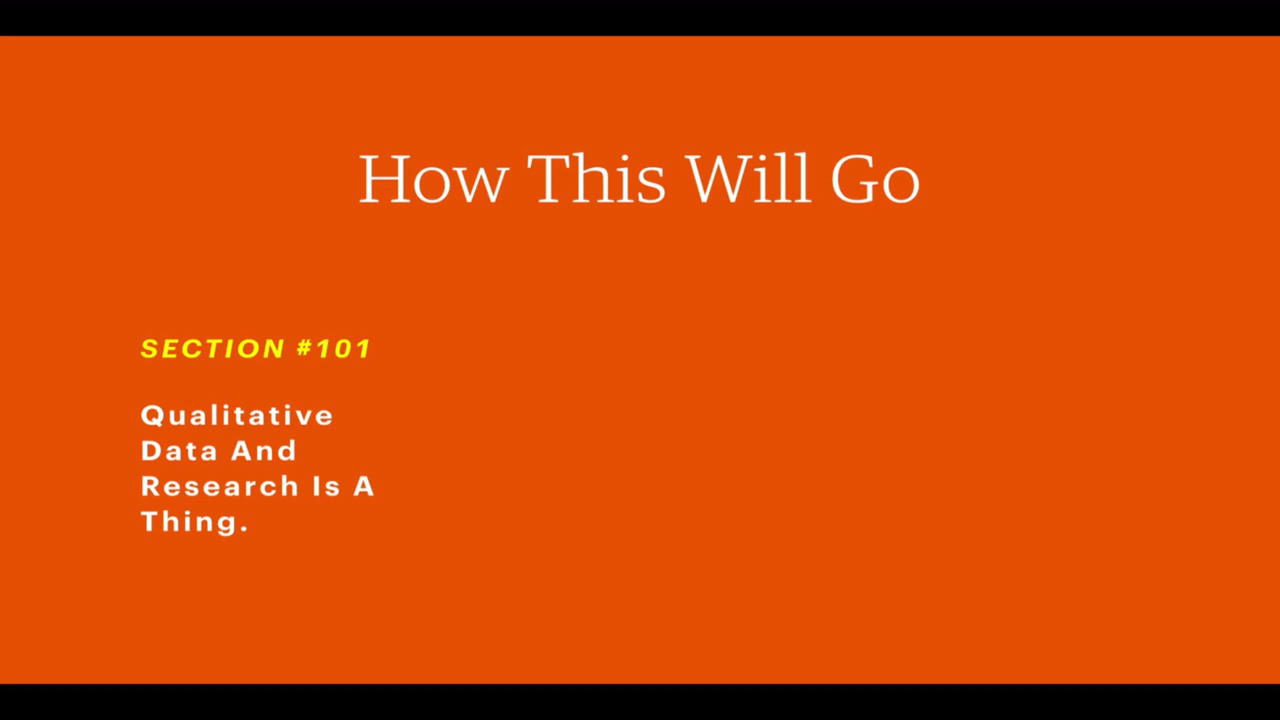 How This Will Go
SECTION #101
Qualitative
Data And
Research Is A
Thing.